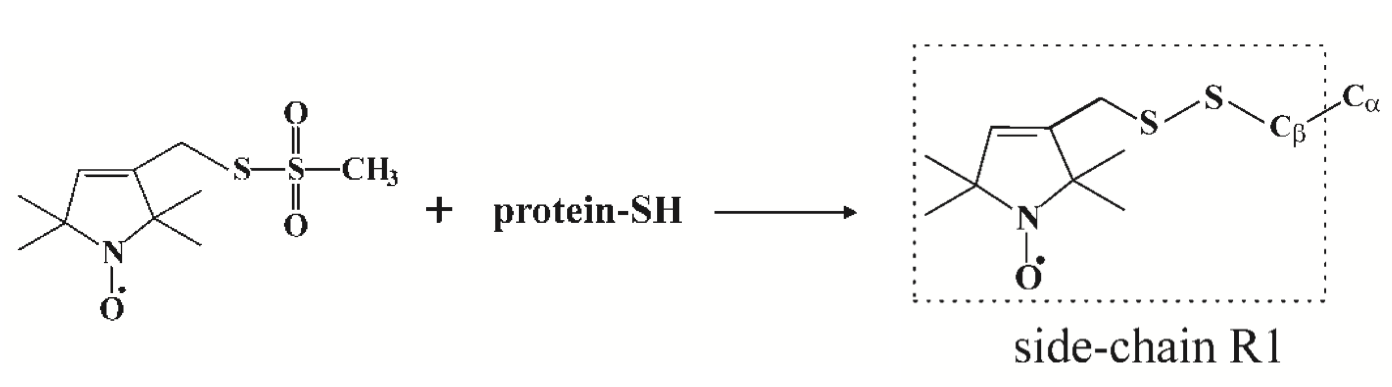 O
S S CH3
O
N
O•
+ protein-SH
S S Cβ Cα
N
O•
side-chain R1